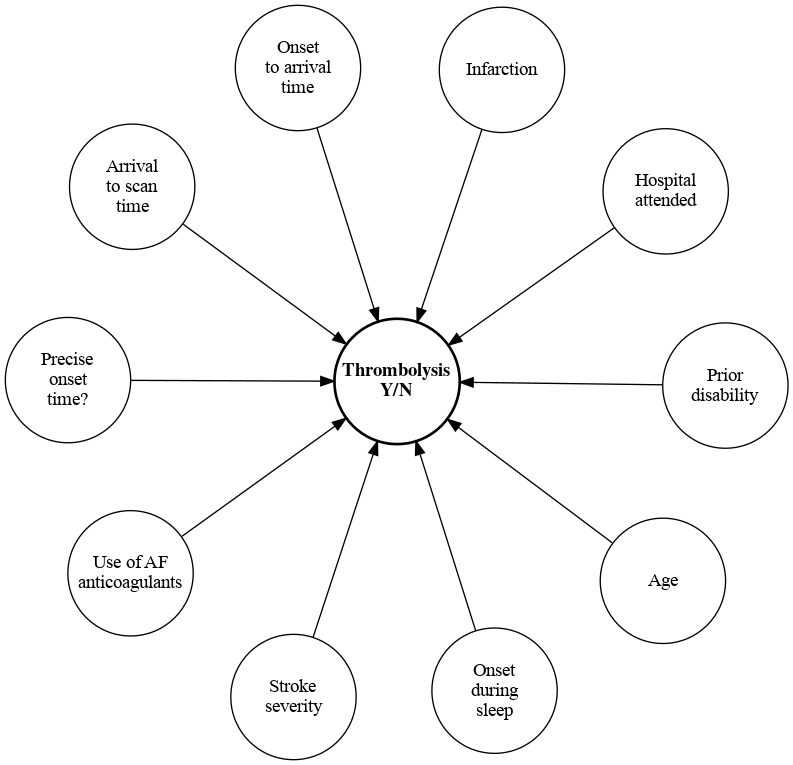 Onset
to arrival
time
Infarction
Arrival
to scan
time
Hospital
attended
Precise
onset
time?
Thrombolysis
Y/N
Prior
disability
Use of AF
anticoagulants
Age
Stroke
severity
Onset
during
sleep